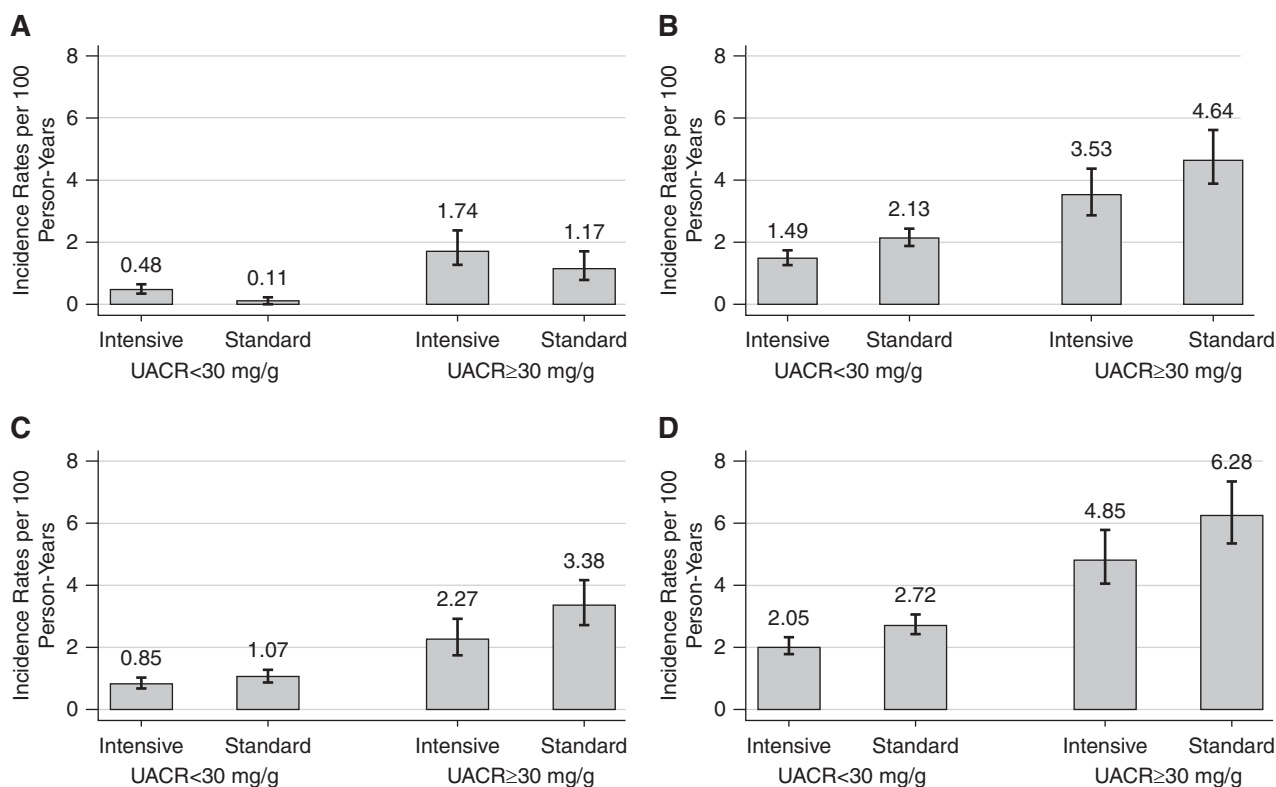 A
Incidence Rates per 100
Person-Years
8
6
4
2
0
0.48
0.11
1.74
1.17
Intensive Standard Intensive Standard
UACR<30 mg/g UACR≥30 mg/g
B
Incidence Rates per 100
Person-Years
8
6
4
2
0
1.49
2.13
3.53
4.64
Intensive Standard Intensive Standard
UACR<30 mg/g UACR≥30 mg/g
C
Incidence Rates per 100
Person-Years
8
6
4
2
0
0.85
1.07
2.27
3.38
Intensive Standard Intensive Standard
UACR<30 mg/g UACR≥30 mg/g
D
Incidence Rates per 100
Person-Years
8
6
4
2
0
2.05
2.72
4.85
6.28
Intensive Standard Intensive Standard
UACR<30 mg/g UACR≥30 mg/g